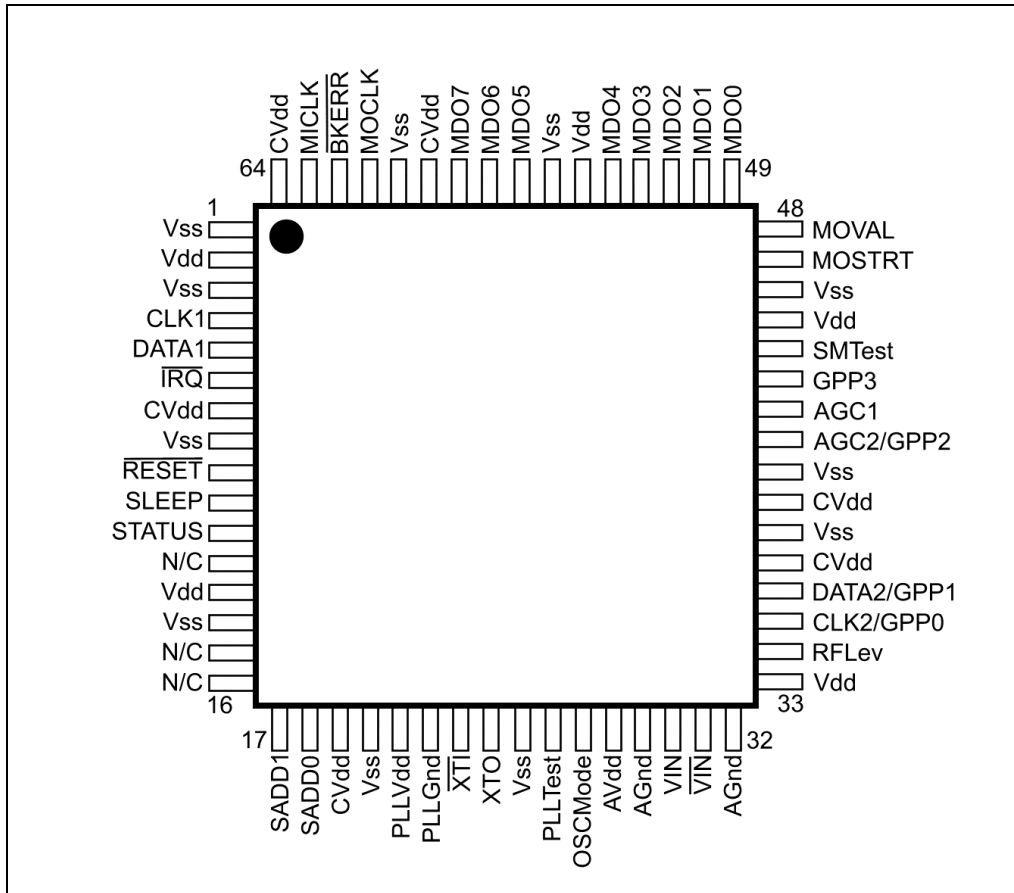 CVdd
MICLK
BKERR
MOCLK
Vss
CVdd
MDO7
MDO6
MDO5
Vss
Vdd
MDO4
MDO3
MDO2
MDO1
MDO0
64
49
1
48
Vss
Vdd
Vss
CLK1
DATA1
IRQ
CVdd
Vss
RESET
SLEEP
STATUS
N/C
Vdd
Vss
N/C
N/C
MOVAL
MOSTRT
Vss
Vdd
SMTest
GPP3
AGC1
AGC2/GPP2
Vss
CVdd
Vss
CVdd
DATA2/GPP1
CLK2/GPP0
RFLev
Vdd
16
33
17
32
SADD1
SADD0
CVdd
Vss
PLLVdd
PLLGnd
XTI
XTO
Vss
PLLTest
OSCMode
AVdd
AGnd
VIN
VIN
AGnd